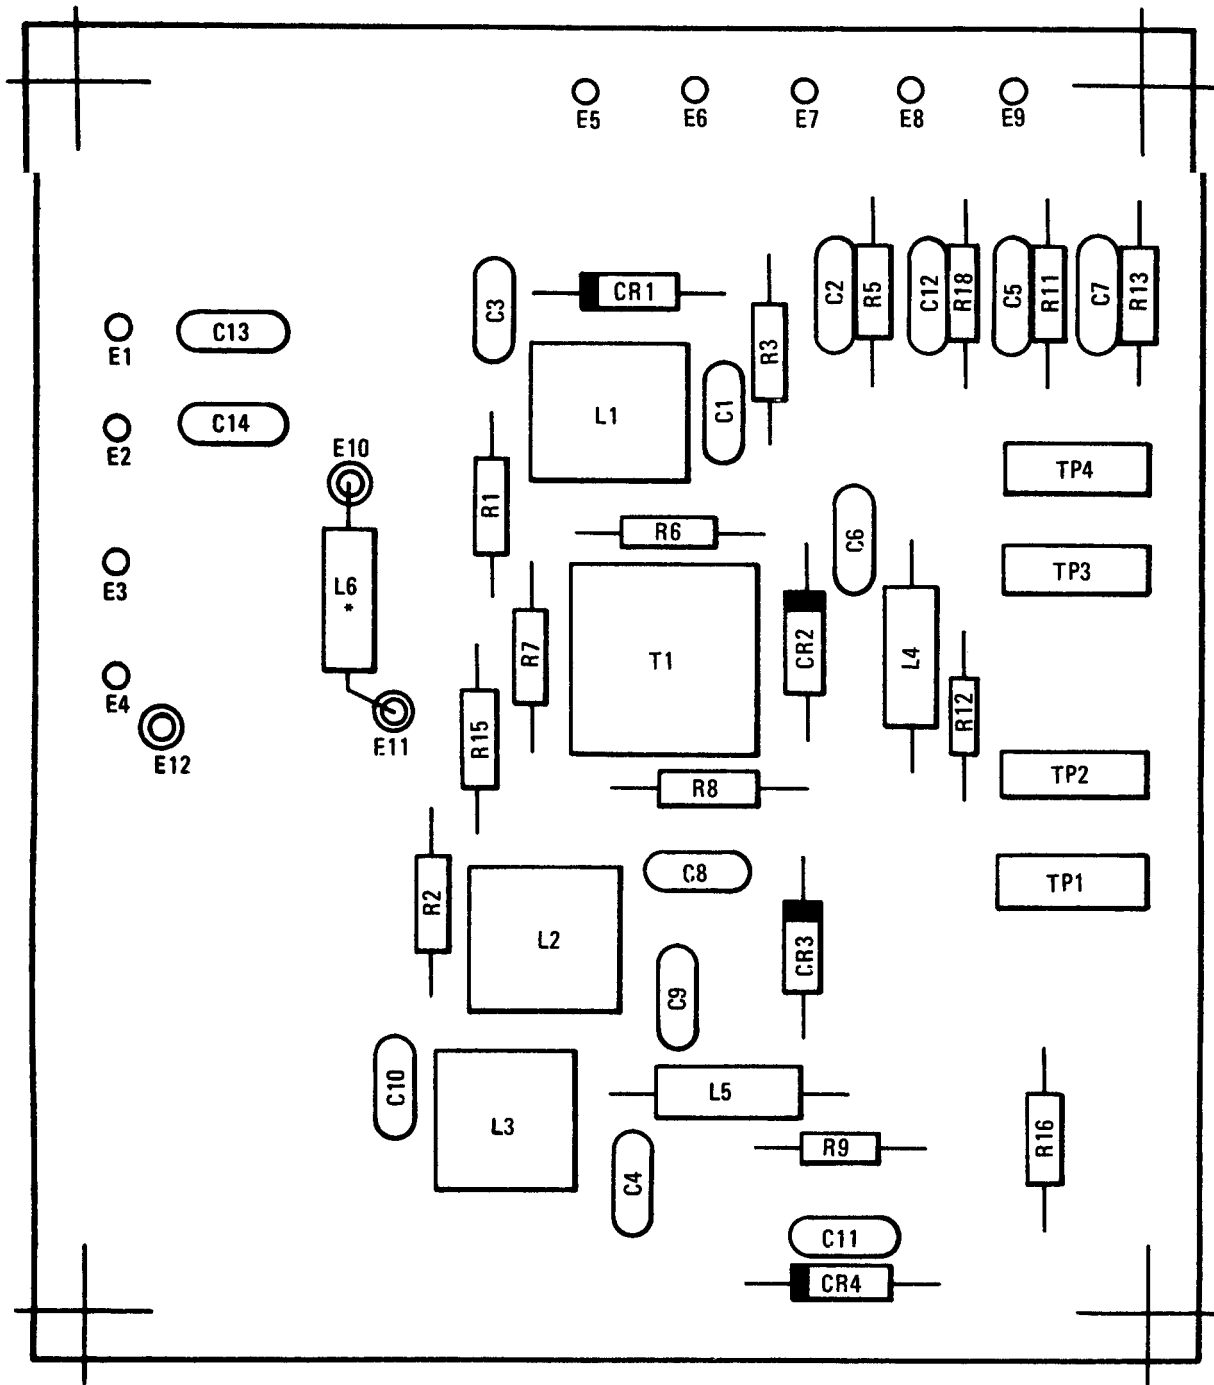 E5 E6 E7 E8 E9
C3 CR1 C2 R5 C12 R18 C5 R11 C7 R13
E1 C13 R3
L1 C1
E2 C14
E10 TP4
R1 R6 C6
E3 L6 TP3
*
R7 T1 CR2 L4
E4 R15 R12
E12 E11 TP2
R8
R2 C8 TP1
L2 CR3
C9
C10 L5
L3 R9 R16
C4
C11
CR4